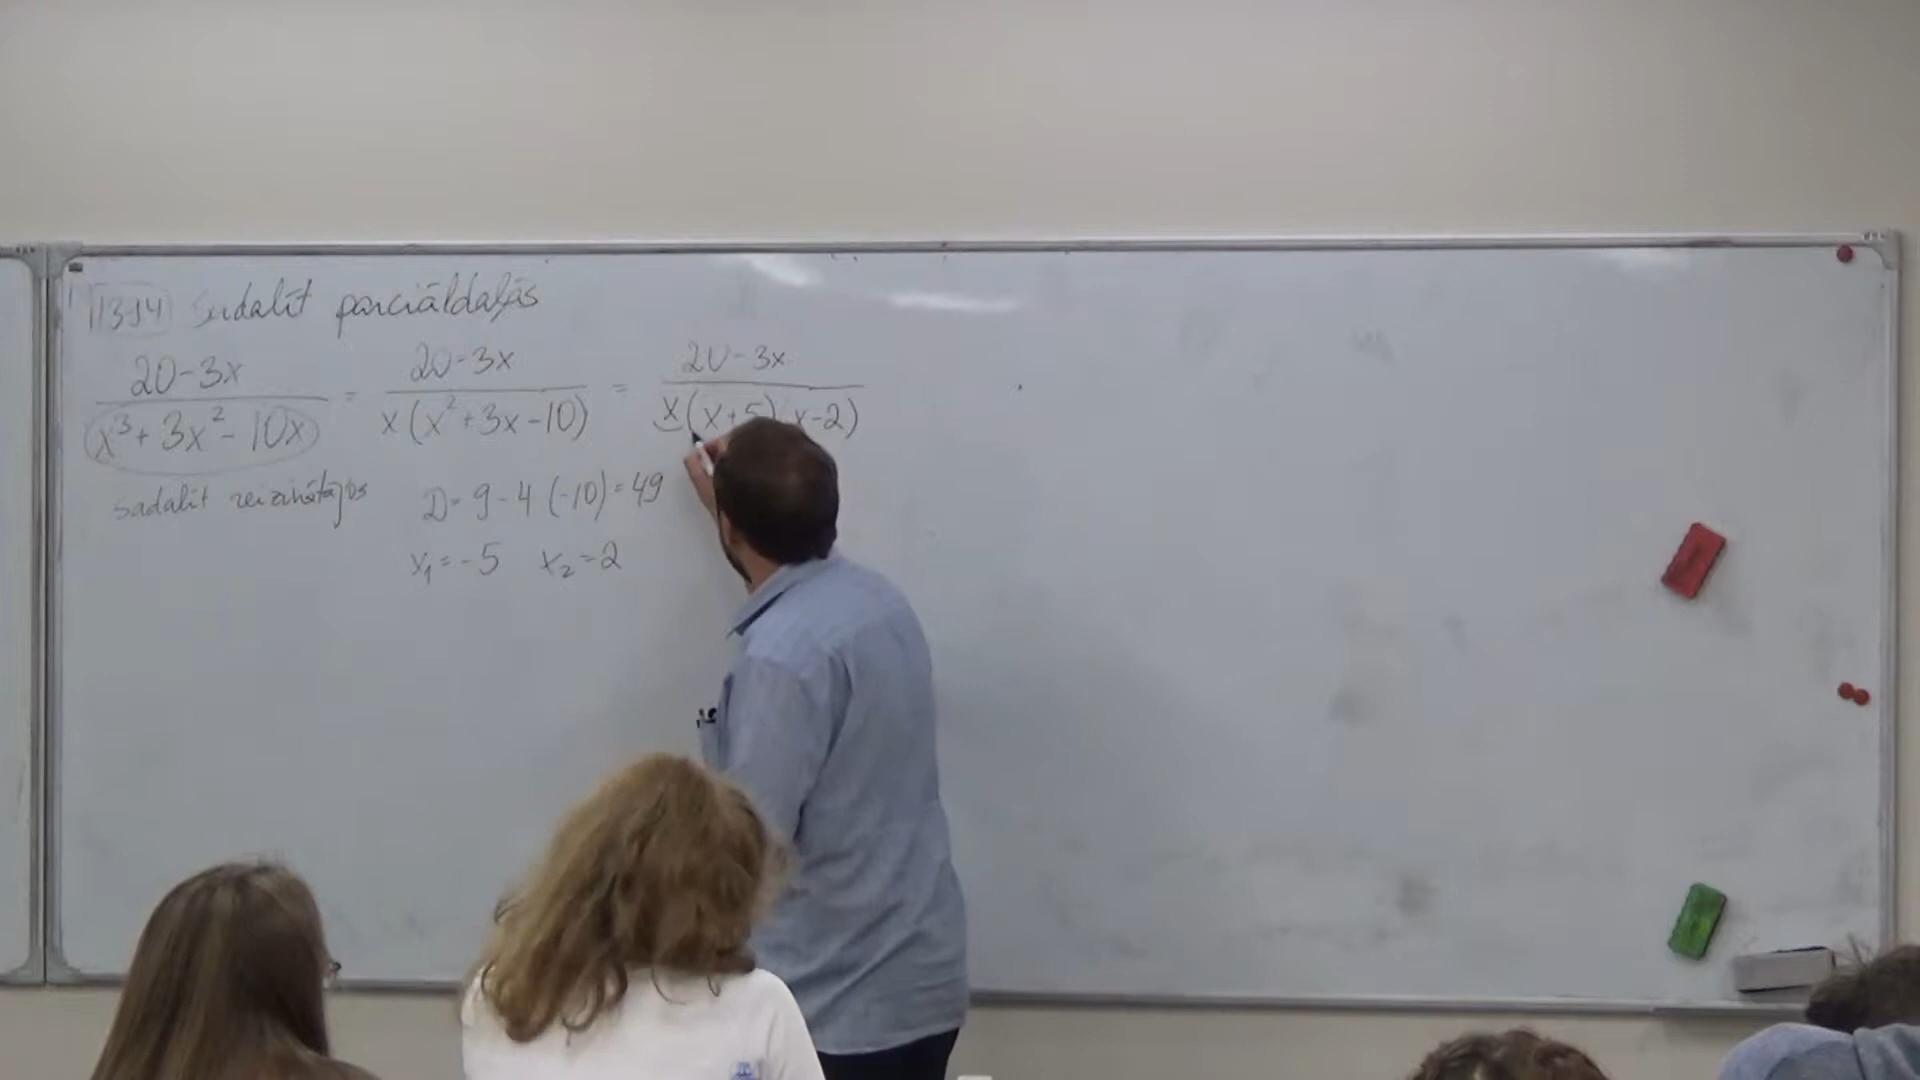 1394 Sadalīt parciāldaļās
20-3x / x³+3x²-10x = 20-3x / x(x²+3x-10) = 20-3x / x(x+5)(x-2)
sadalīt reizinātājos
D=9-4(-10)=49
x₁=-5 x₂=2